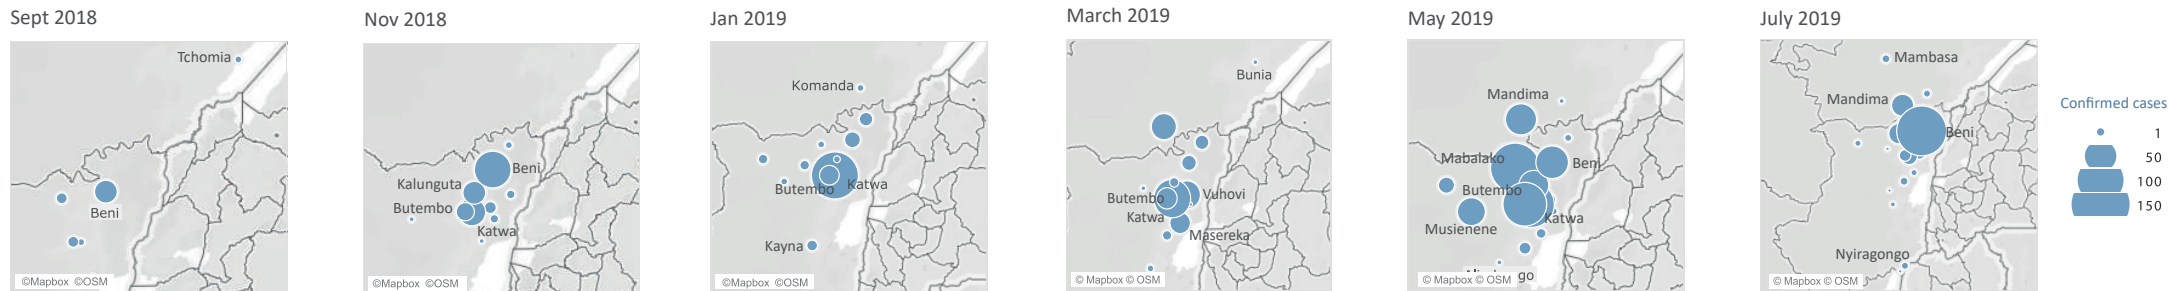 Sept 2018
Tchomia
Beni
©Mapbox ©OSM
Nov 2018
Beni
Kalunguta
Butembo
Katwa
©Mapbox ©OSM
Jan 2019
Komanda
Butembo
Katwa
Kayna
©Mapbox ©OSM
March 2019
Bunia
Butembo
Vuhovi
Katwa
Masereka
© Mapbox © OSM
May 2019
Mandima
Mabalako
Beni
Butembo
Katwa
Musienene
© Mapbox © OSM
July 2019
Mambasa
Mandima
Beni
Nyiragongo
© Mapbox © OSM
Confirmed cases
1
50
100
150